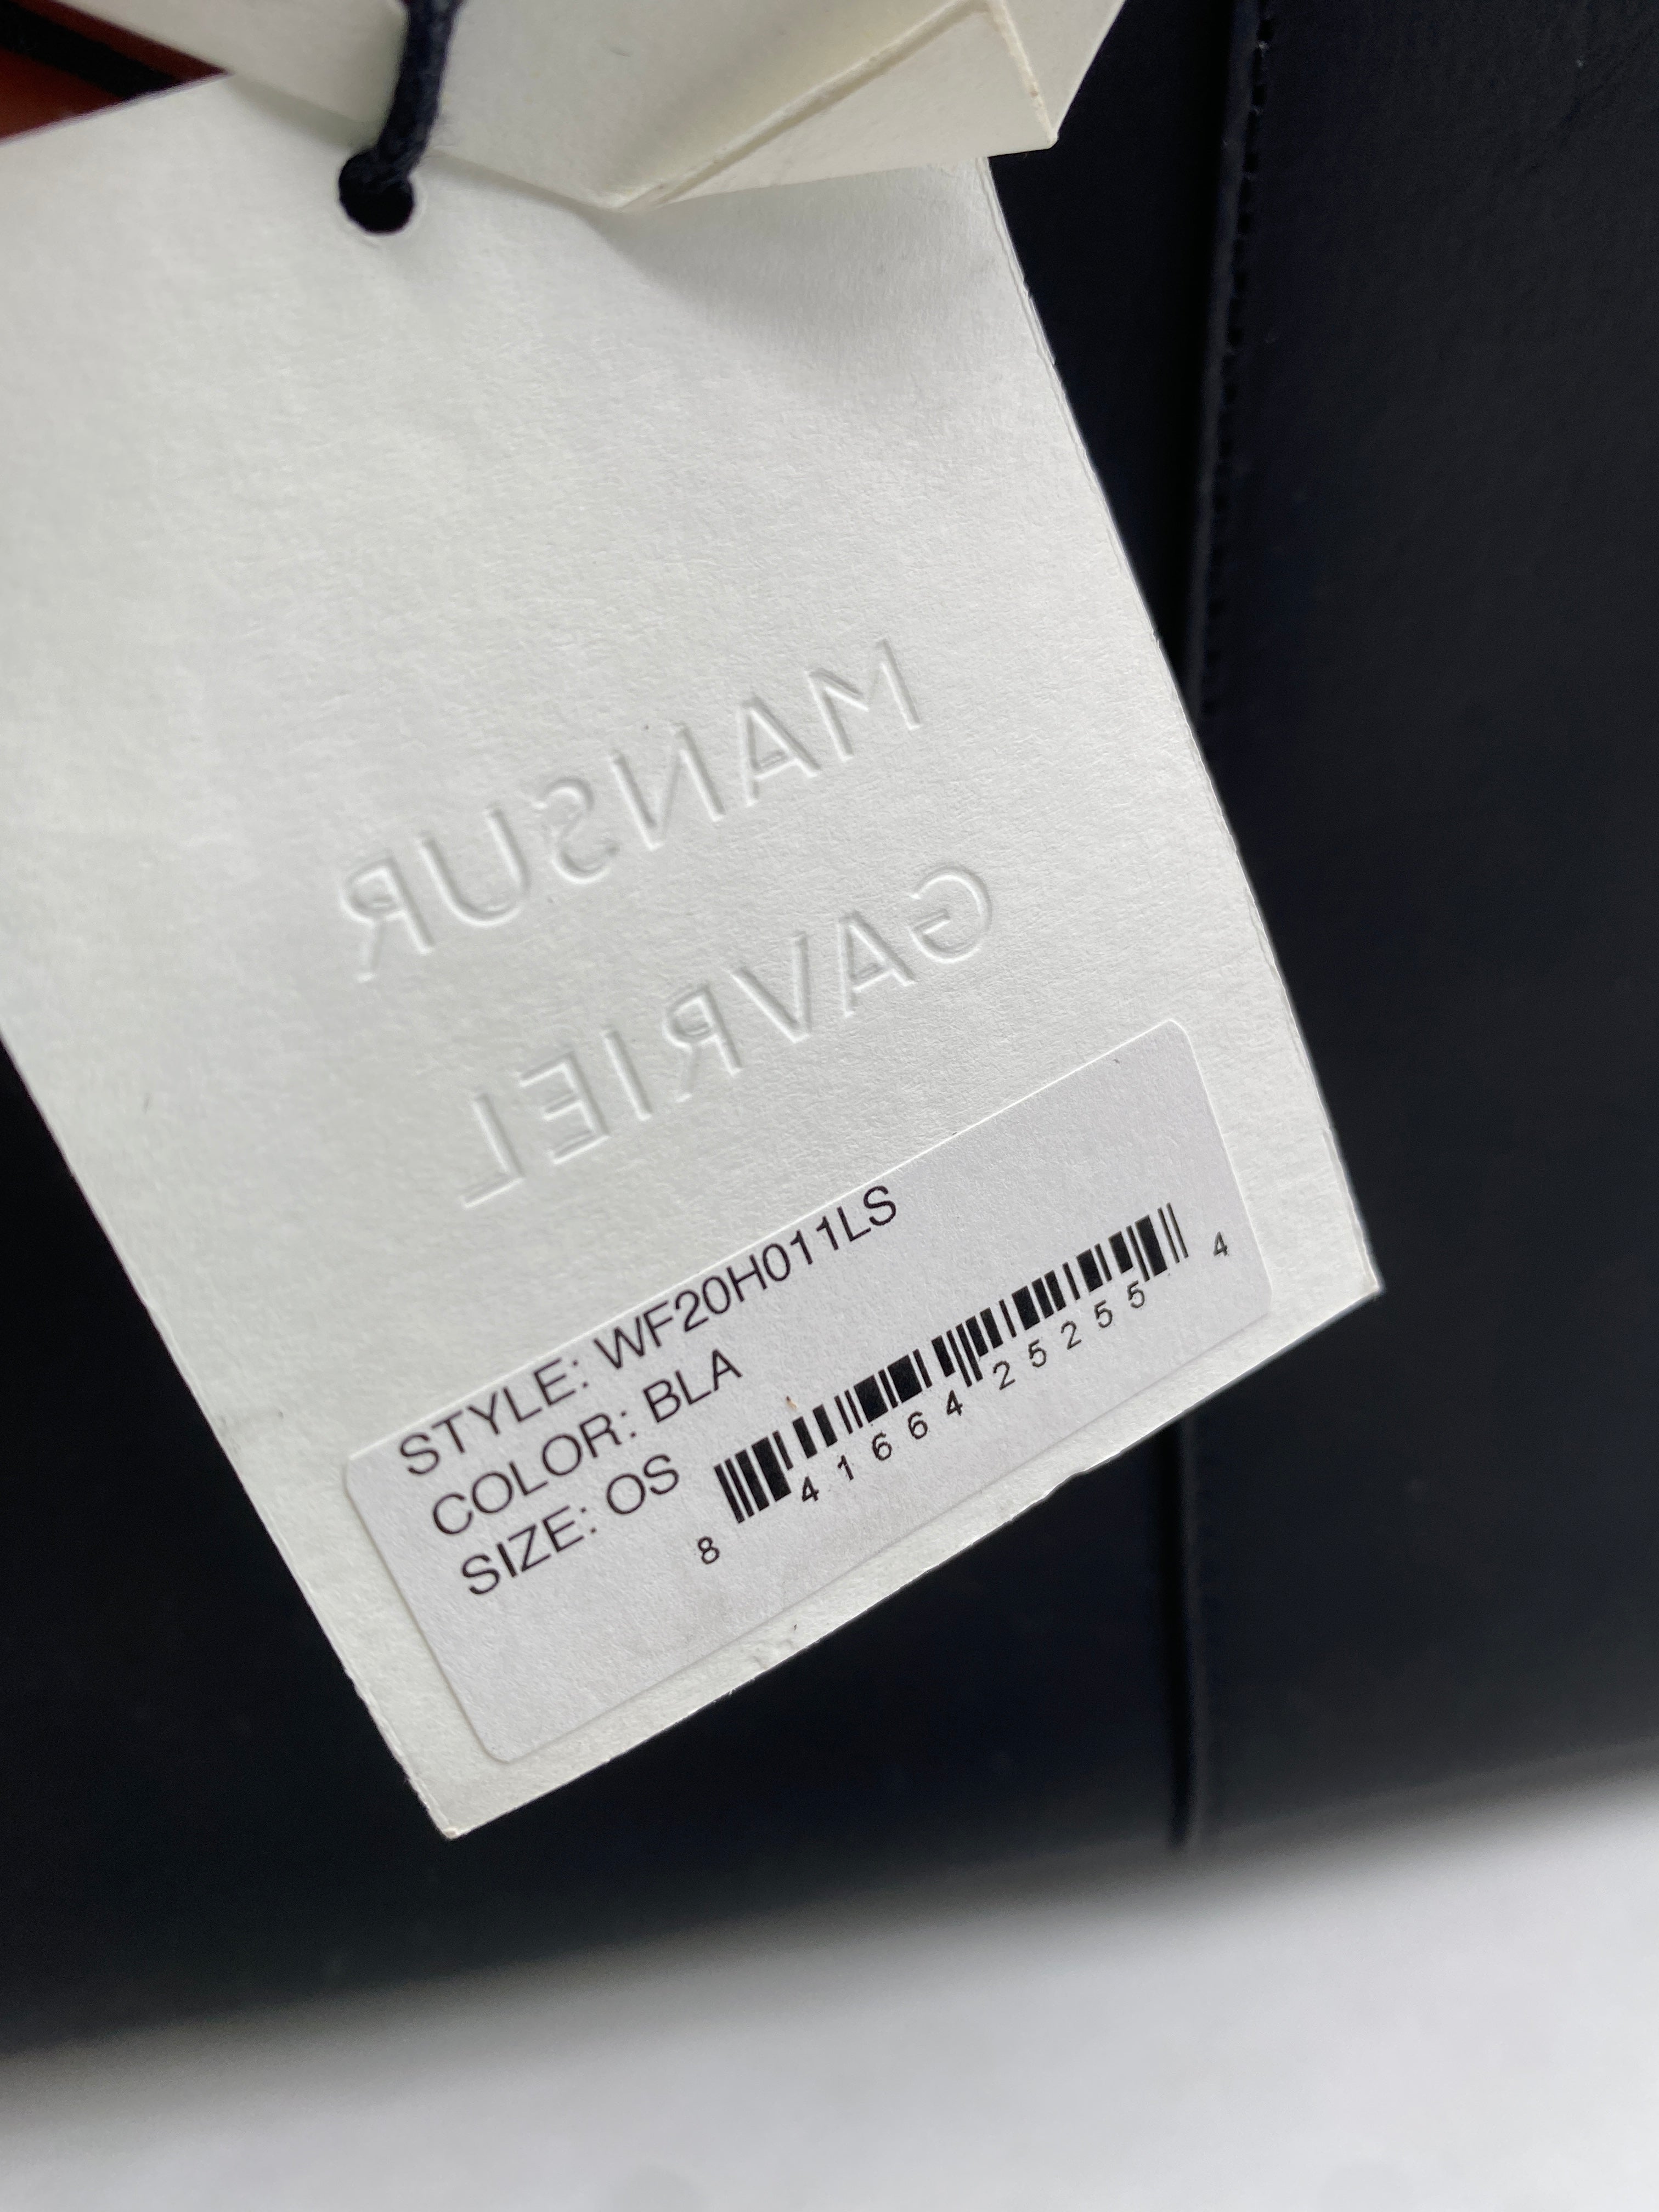 MANSUR
GAVRIEL
STYLE: WF20H011LS
COLOR: BLA
SIZE: OS
8 41664 25255 4